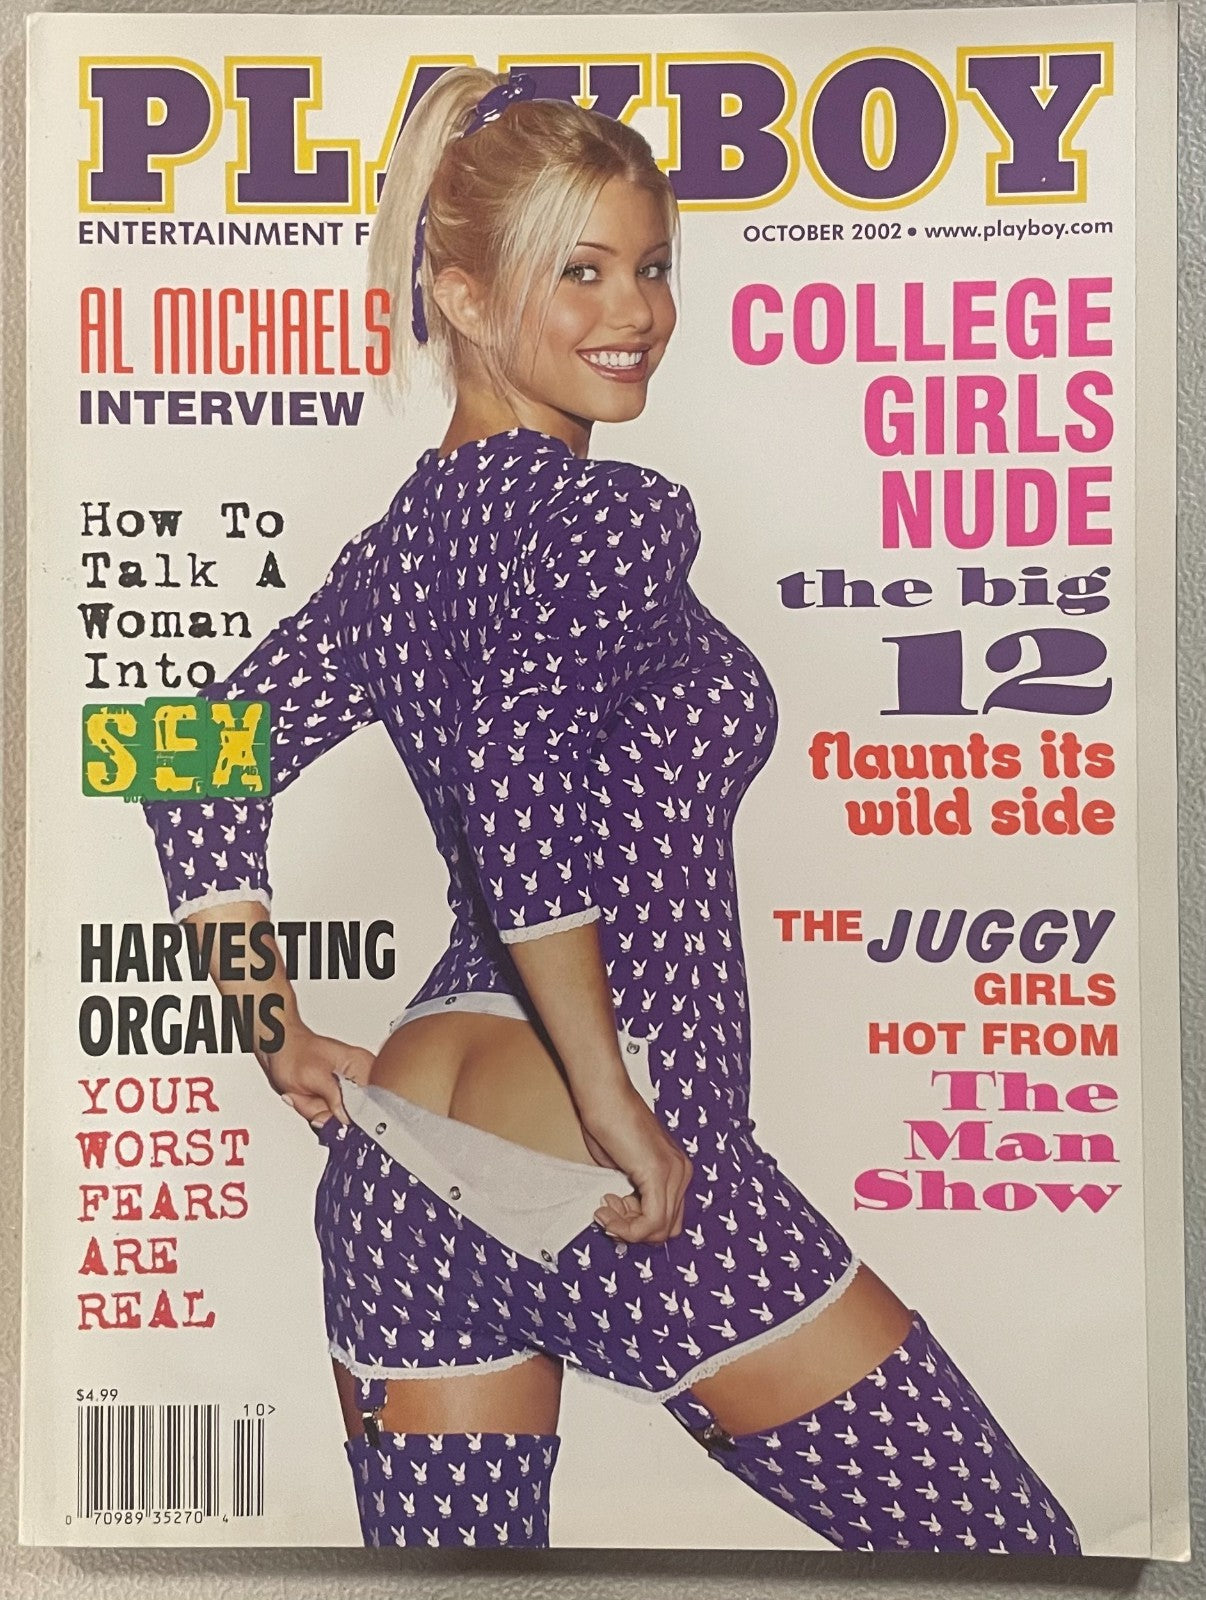 PLAYBOY
ENTERTAINMENT F
OCTOBER 2002 • www.playboy.com
AL MICHAELS
INTERVIEW
How To
Talk A
Woman
Into
SEX
HARVESTING
ORGANS
YOUR
WORST
FEARS
ARE
REAL
COLLEGE
GIRLS
NUDE
the big
12
flaunts its
wild side
THE JUGGY
GIRLS
HOT FROM
The
Man
Show
$4.99
10>
0 70989 35270 4